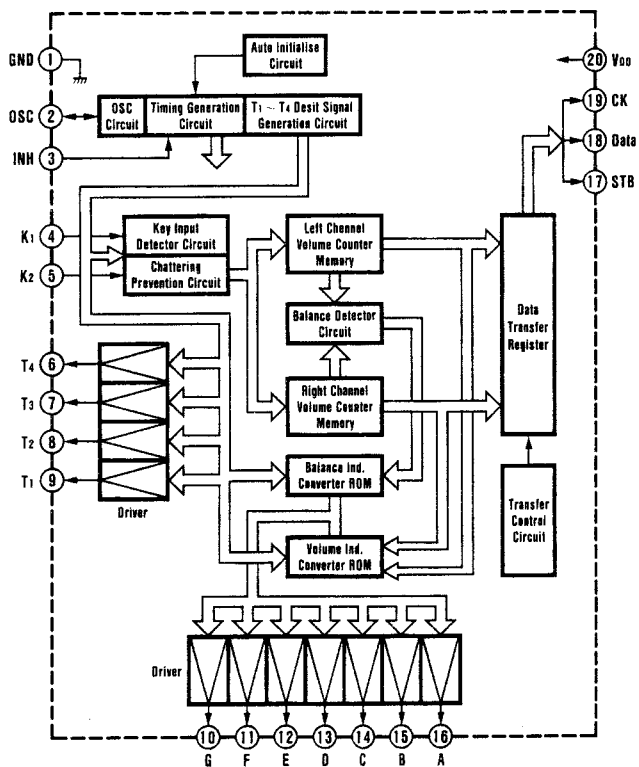 Auto Initialise
Circuit
GND 1
20 VDD
OSC 2
OSC
Circuit
Timing Generation
Circuit
T1 ~ T4 Desit Signal
Generation Circuit
19 CK
18 Data
INH 3
17 STB
K1 4
Key Input
Detector Circuit
K2 5
Chattering
Prevention Circuit
Left Channel
Volume Counter
Memory
Balance Detector
Circuit
Data
Transfer
Register
T4 6
T3 7
T2 8
T1 9
Driver
Right Channel
Volume Counter
Memory
Balance Ind.
Converter ROM
Transfer
Control
Circuit
Volume Ind.
Converter ROM
Driver
10 11 12 13 14 15 16
G F E D C B A